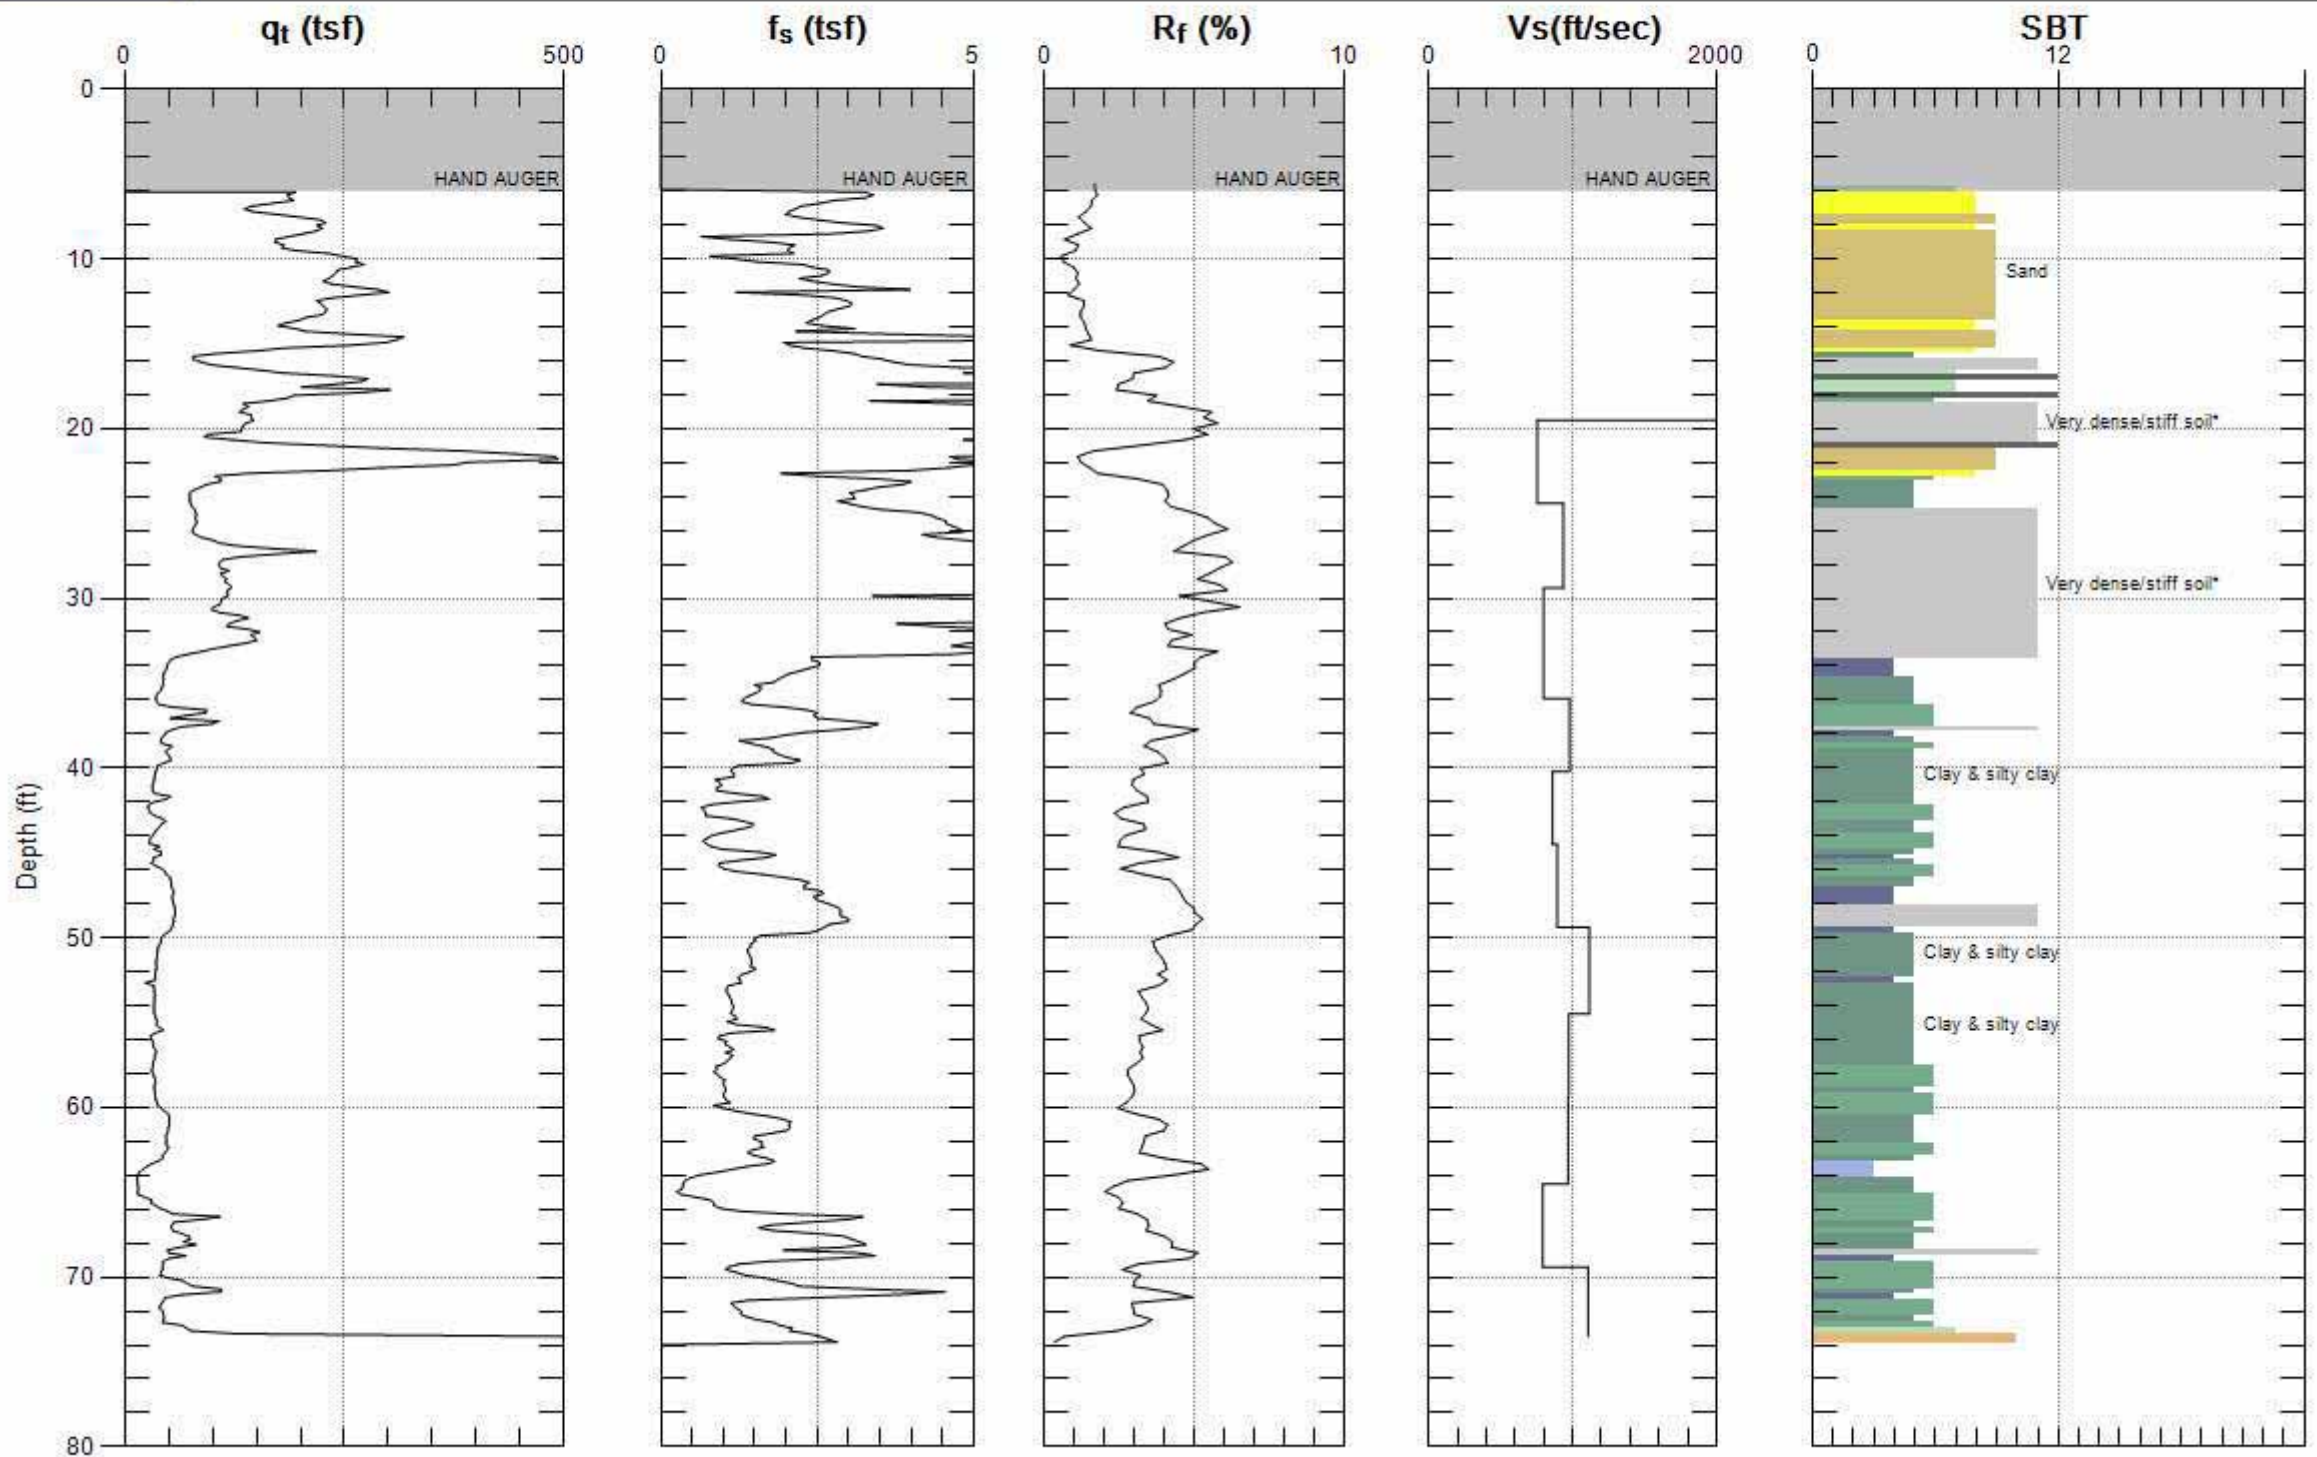 qt (tsf) fs (tsf) Rf (%) Vs(ft/sec) SBT
0 500 0 5 0 10 0 2000 0 12
0
HAND AUGER HAND AUGER HAND AUGER HAND AUGER
10
Sand
20
Very dense/stiff soil*
Very dense/stiff soil*
30
40
Clay & silty clay
Depth (ft)
50
Clay & silty clay
Clay & silty clay
60
70
80